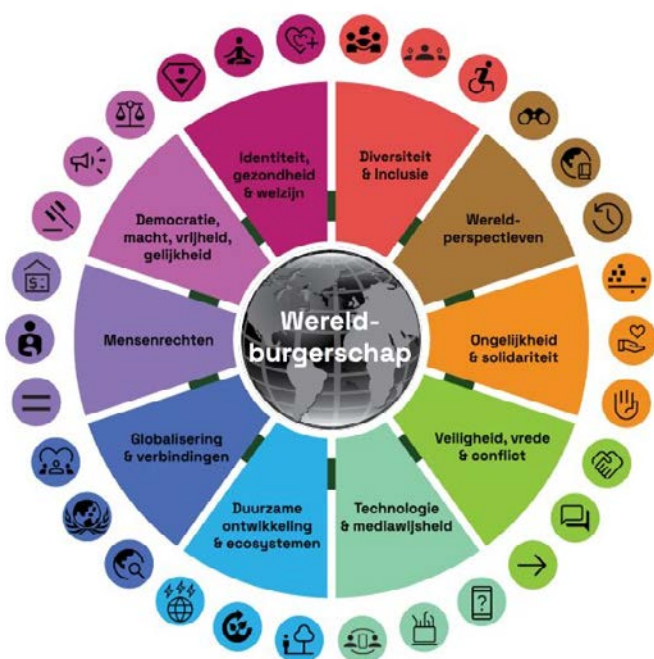 Wereld-
burgerschap
Diversiteit
& inclusie
Wereld-
perspectieven
Ongelijkheid
& solidariteit
Veiligheid, vrede
& conflict
Technologie
& mediawijsheid
Duurzame
ontwikkeling
& ecosystemen
Globalisering
& verbindingen
Mensenrechten
Democratie,
macht, vrijheid,
gelijkheid
Identiteit,
gezondheid
& welzijn
$
?